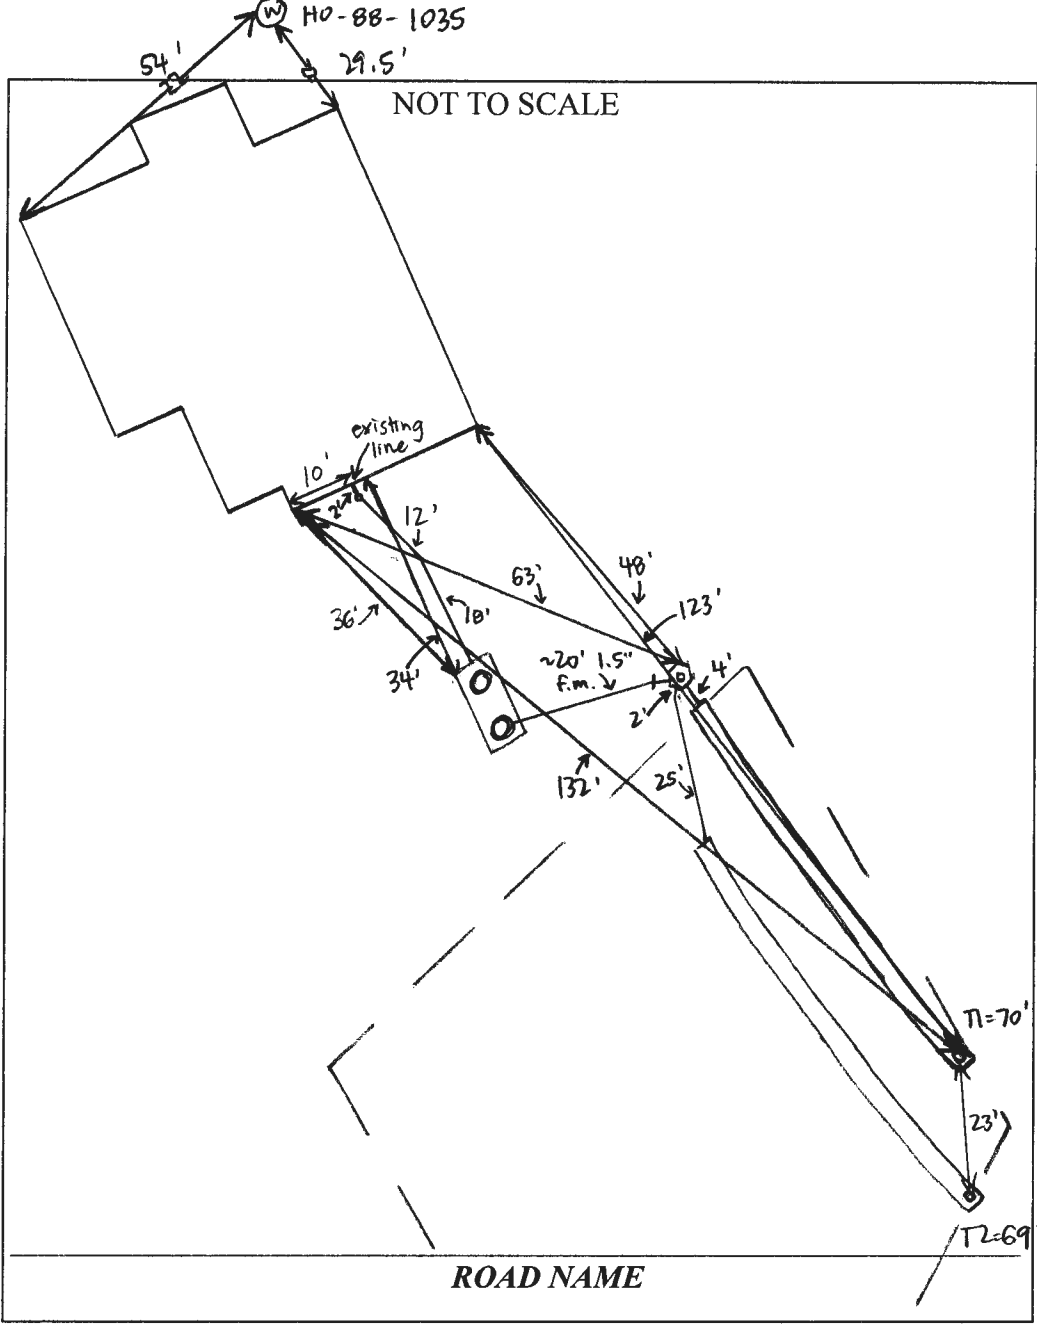 W HO-88-1035
54'
29.5'
NOT TO SCALE
existing
line
10'
2'
12'
63'
48'
123'
36'
18'
34'
~20' 1.5"
f.m.
4'
2'
132'
25'
T1=70'
23'
T2=69
ROAD NAME